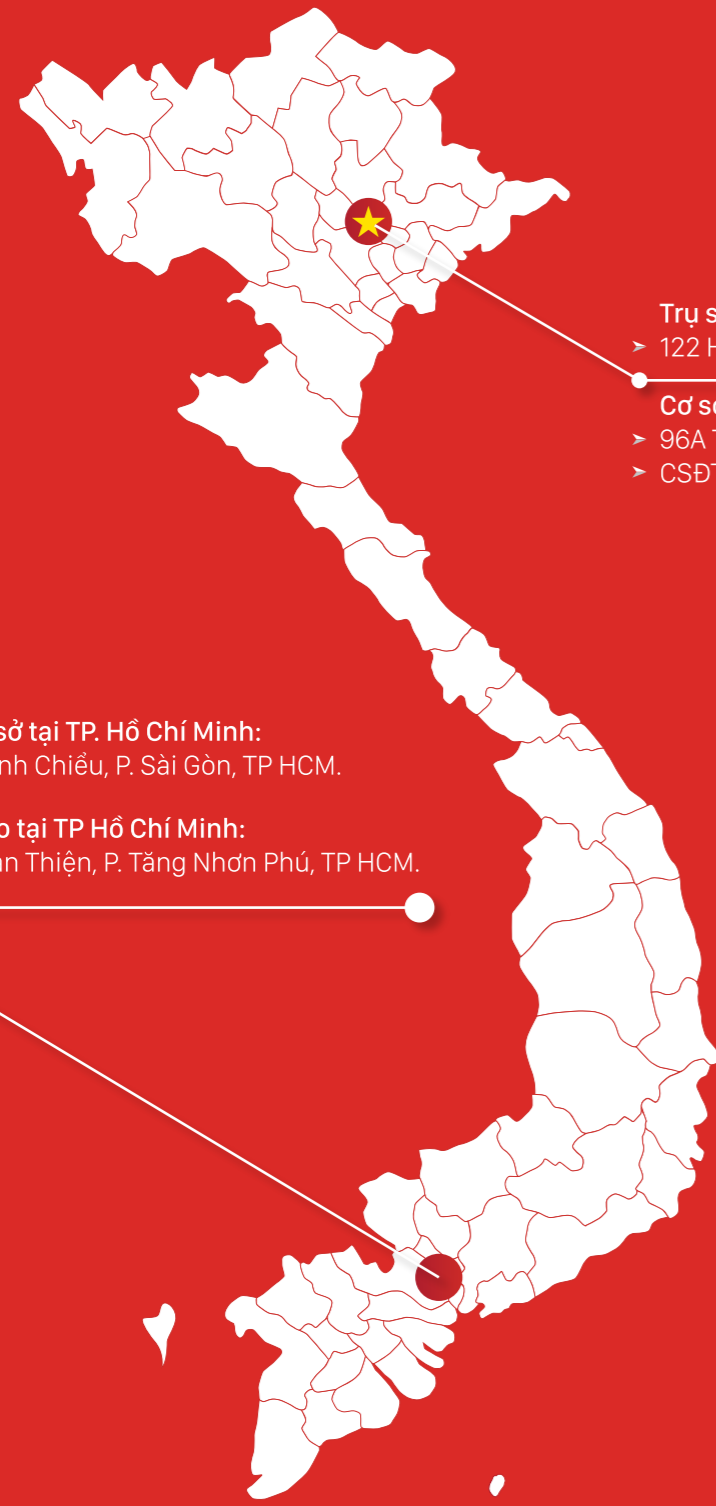 Trụ s
122 H
Cơ sở
96A T
CSĐT
sở tại TP. Hồ Chí Minh:
nh Chiểu, P. Sài Gòn, TP HCM.
o tại TP Hồ Chí Minh:
an Thiện, P. Tăng Nhơn Phú, TP HCM.